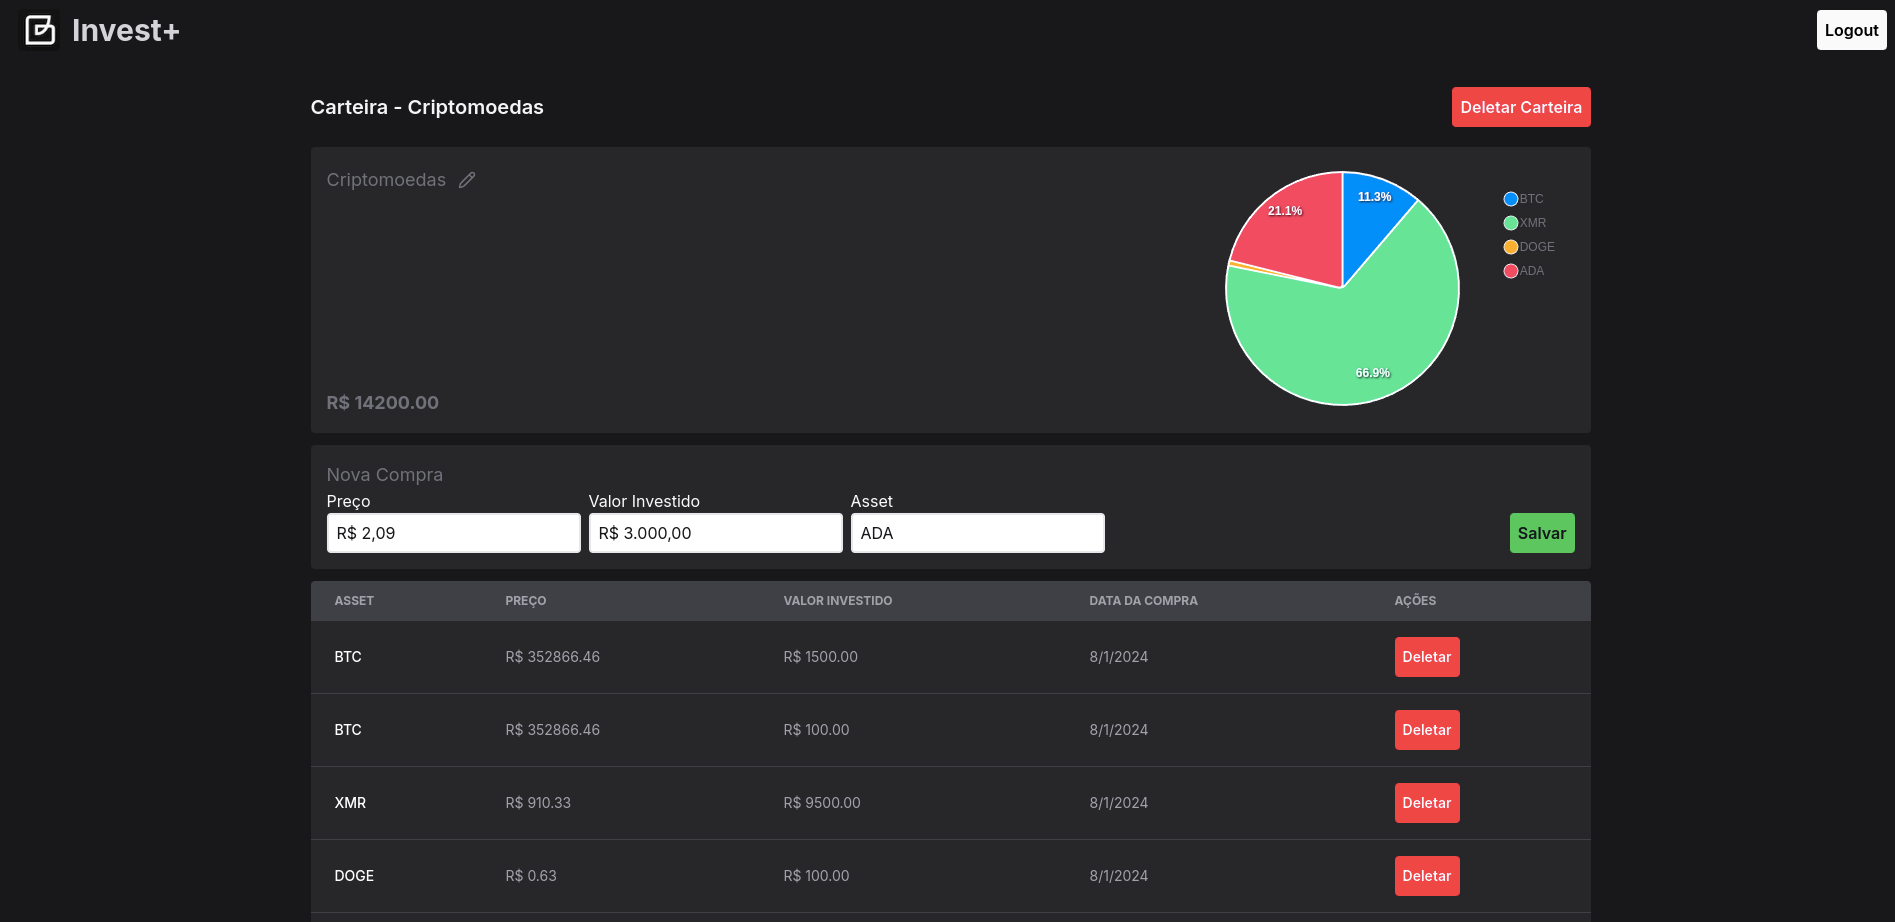 Invest+
Logout
Carteira - Criptomoedas
Deletar Carteira
Criptomoedas
R$ 14200.00
11.3%
21.1%
66.9%
BTC
XMR
DOGE
ADA
Nova Compra
Preço Valor Investido Asset
R$ 2,09 R$ 3.000,00 ADA Salvar
ASSET PREÇO VALOR INVESTIDO DATA DA COMPRA AÇÕES
BTC R$ 352866.46 R$ 1500.00 8/1/2024 Deletar
BTC R$ 352866.46 R$ 100.00 8/1/2024 Deletar
XMR R$ 910.33 R$ 9500.00 8/1/2024 Deletar
DOGE R$ 0.63 R$ 100.00 8/1/2024 Deletar